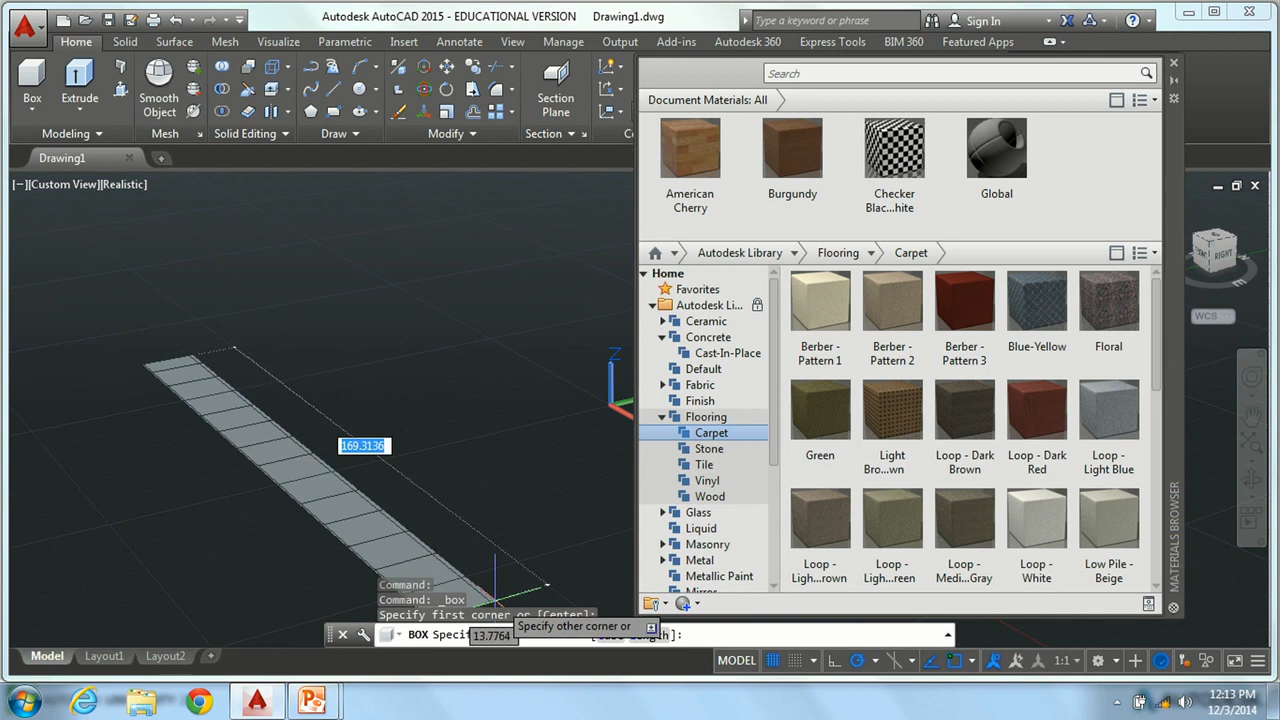 Autodesk AutoCAD 2015 - EDUCATIONAL VERSION Drawing1.dwg
Type a keyword or phrase
Sign In
Home Solid Surface Mesh Visualize Parametric Insert Annotate View Manage Output Add-ins Autodesk 360 Express Tools BIM 360 Featured Apps
Box
Extrude
Smooth
Object
Section
Plane
Modeling
Mesh
Solid Editing
Draw
Modify
Section
Drawing1
[−][Custom View][Realistic]
Search
Document Materials: All
American
Cherry
Burgundy
Checker
Blac...hite
Global
Autodesk Library
Flooring
Carpet
Home
Favorites
Autodesk Li...
Ceramic
Concrete
Cast-In-Place
Default
Fabric
Finish
Flooring
Carpet
Stone
Tile
Vinyl
Wood
Glass
Liquid
Masonry
Metal
Metallic Paint
Mirror
Berber -
Pattern 1
Berber -
Pattern 2
Berber -
Pattern 3
Blue-Yellow
Floral
Green
Light
Bro...wn
Loop - Dark
Brown
Loop - Dark
Red
Loop -
Light Blue
Loop -
Ligh...rown
Loop -
Ligh...reen
Loop -
Medi...Gray
Loop -
White
Low Pile -
Beige
MATERIALS BROWSER
RIGHT
WCS
Z
169.3136
Command:
Command: _box
Specify first corner or [Center]:
BOX Specif
13.7764
Specify other corner or
Length]:
Model Layout1 Layout2
MODEL
1:1
12:13 PM
12/3/2014